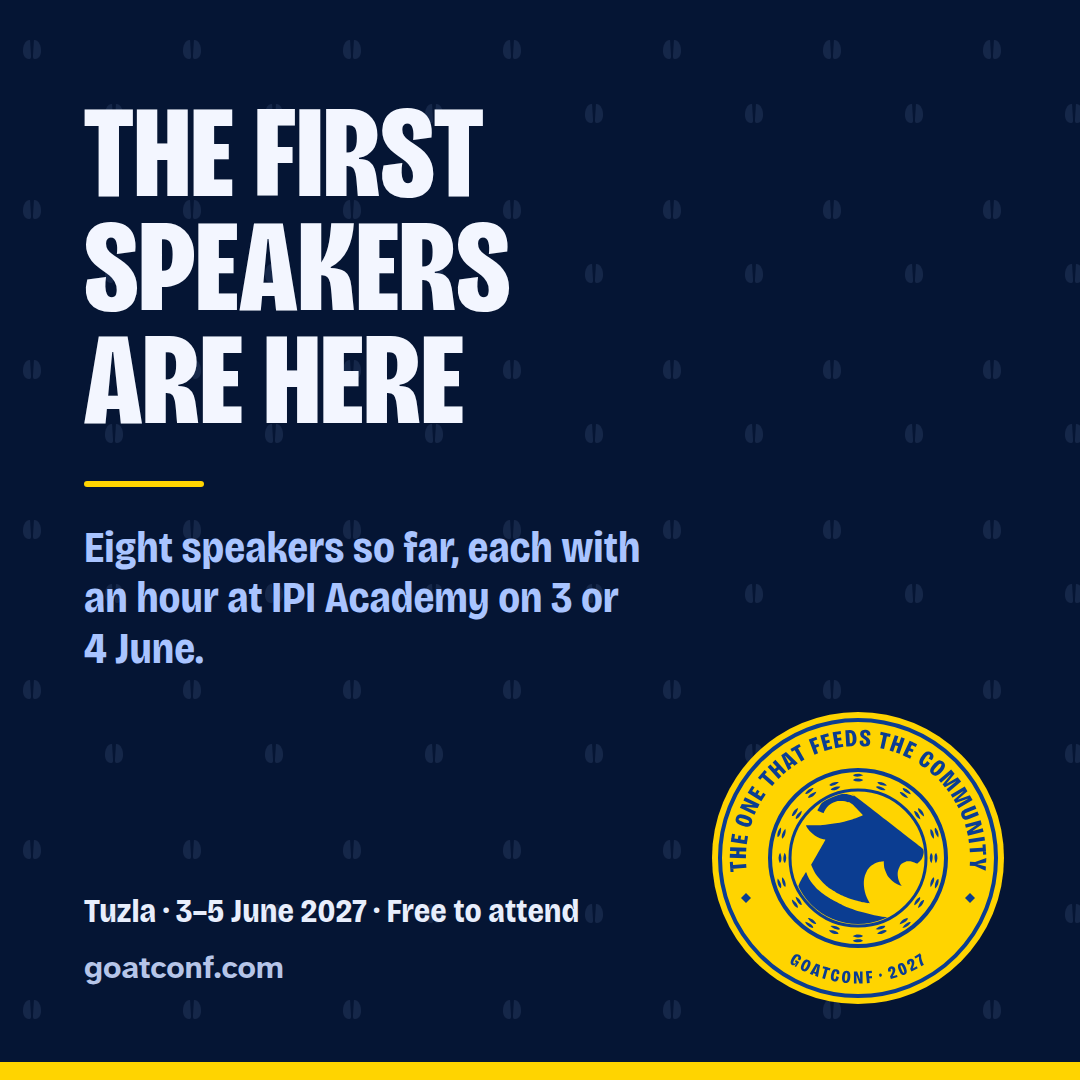 THE FIRST
SPEAKERS
ARE HERE
Eight speakers so far, each with
an hour at IPI Academy on 3 or
4 June.
THE ONE THAT FEEDS THE COMMUNITY
GOATCONF · 2027
Tuzla · 3–5 June 2027 · Free to attend
goatconf.com